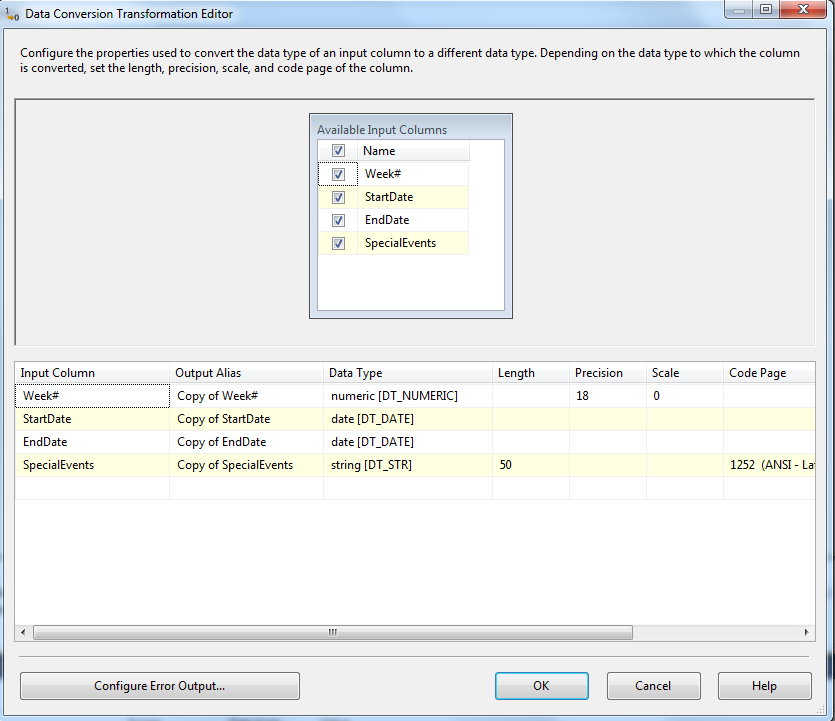 Data Conversion Transformation Editor
Configure the properties used to convert the data type of an input column to a different data type. Depending on the data type to which the column
is converted, set the length, precision, scale, and code page of the column.
Available Input Columns
Name
Week#
StartDate
EndDate
SpecialEvents
Input Column Output Alias Data Type Length Precision Scale Code Page
Week# Copy of Week# numeric [DT_NUMERIC] 18 0
StartDate Copy of StartDate date [DT_DATE]
EndDate Copy of EndDate date [DT_DATE]
SpecialEvents Copy of SpecialEvents string [DT_STR] 50 1252 (ANSI - La
Configure Error Output... OK Cancel Help